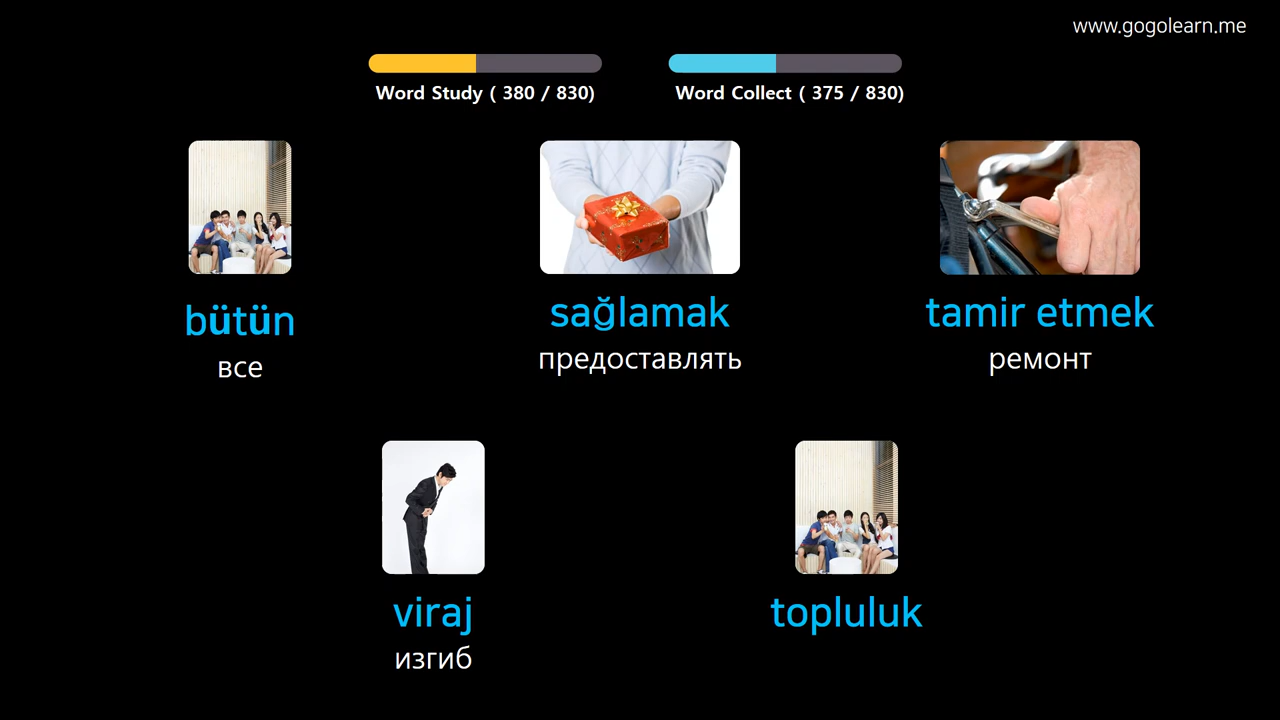 www.gogolearn.me
Word Study ( 380 / 830)
Word Collect ( 375 / 830)
bütün
все
sağlamak
предоставлять
tamir etmek
ремонт
viraj
изгиб
topluluk